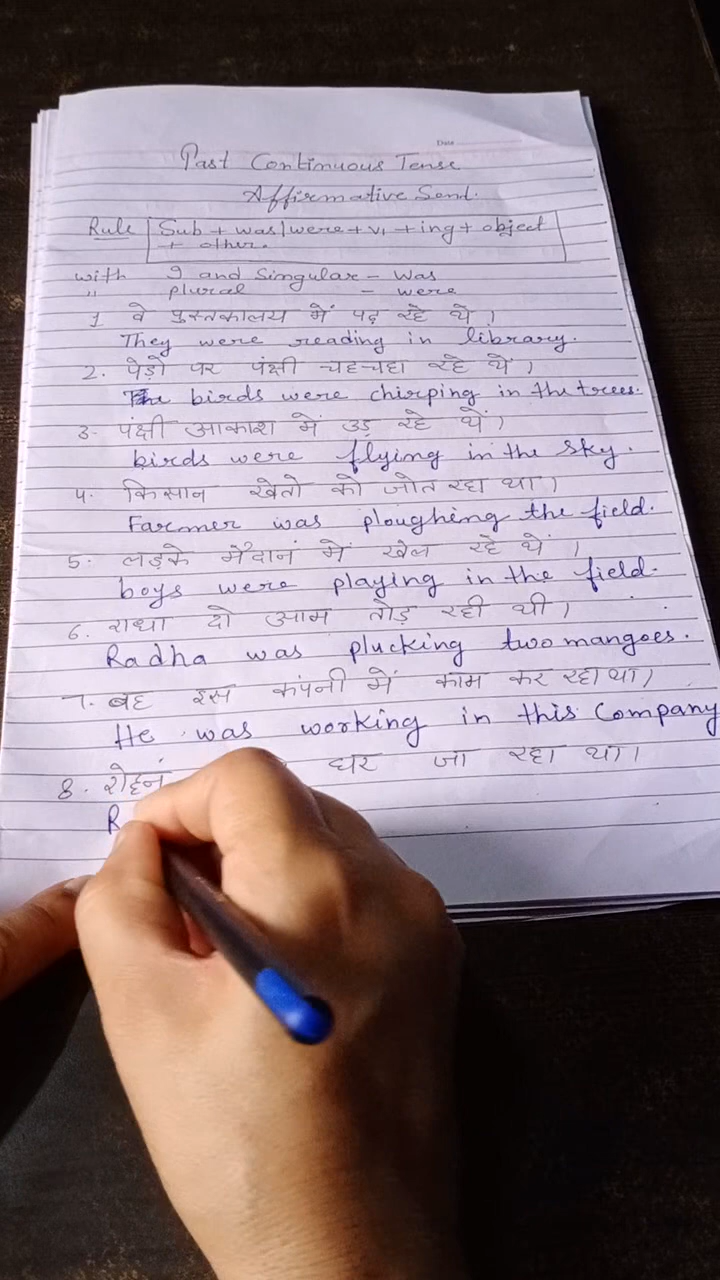 Date
Past Continuous Tense
Affirmative Sent.
Rule Sub + was/were + v1 + ing + object
+ other.
with I and Singular - was
" plural - were
1 वे पुस्तकालय में पढ़ रहे थे।
They were reading in library.
2. पेड़ो पर पंक्षी चहचहा रहे थें।
The birds were chirping in the trees.
3- पंक्षी आकाश में उड़ रहे थें।
birds were flying in the sky.
4. किसान खेतो को जोत रहा था।
Farmer was ploughing the field.
5. लड़के मैदानं में खेल रहे थें।
boys were playing in the field.
6. राधा दो आम तोड़ रही थी।
Radha was plucking two mangoes.
7. वह इस कंपनी में काम कर रहा था।
He was working in this Company
8. रोहनं घर जा रहा था।
R